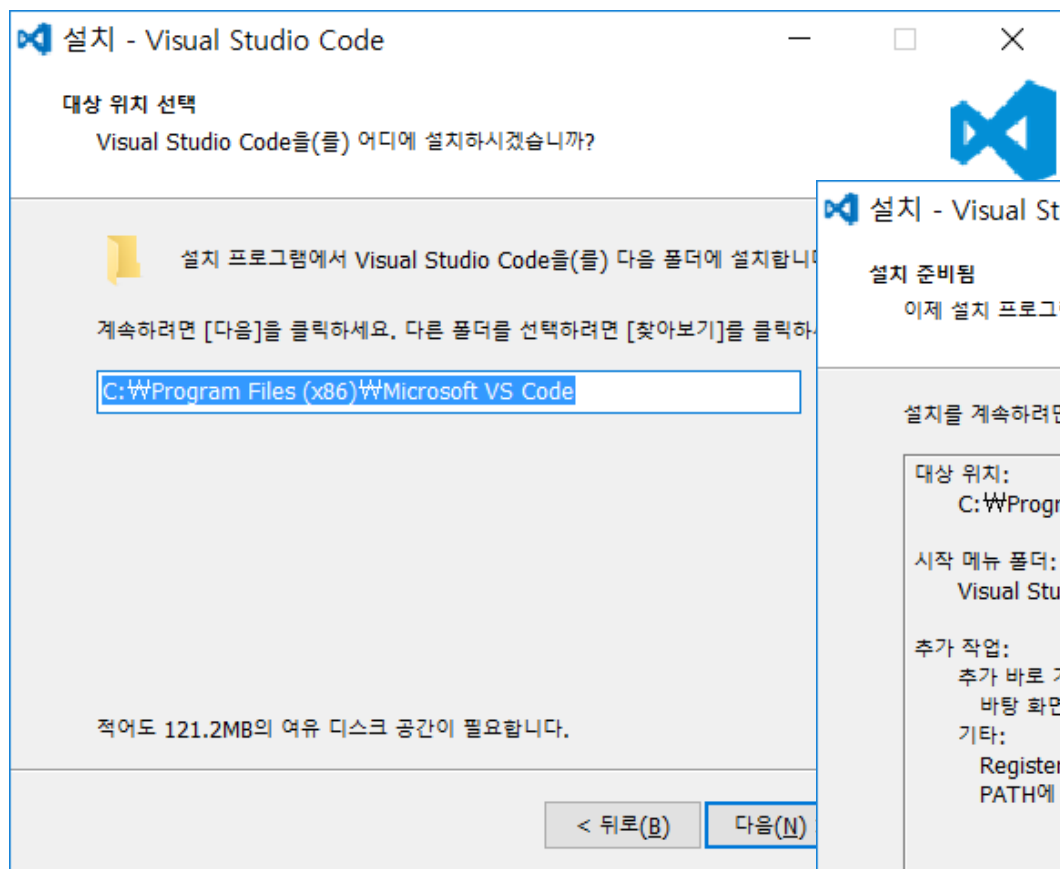 설치 - Visual Studio Code
대상 위치 선택
Visual Studio Code을(를) 어디에 설치하시겠습니까?
설치 프로그램에서 Visual Studio Code을(를) 다음 폴더에 설치합니
계속하려면 [다음]을 클릭하세요. 다른 폴더를 선택하려면 [찾아보기]를 클릭하
C:₩Program Files (x86)₩Microsoft VS Code
적어도 121.2MB의 여유 디스크 공간이 필요합니다.
< 뒤로(B)
다음(N)
설치 - Visual St
설치 준비됨
이제 설치 프로그
설치를 계속하려면
대상 위치:
C:₩Progr
시작 메뉴 폴더:
Visual Stu
추가 작업:
추가 바로
바탕 화면
기타:
Register
PATH에